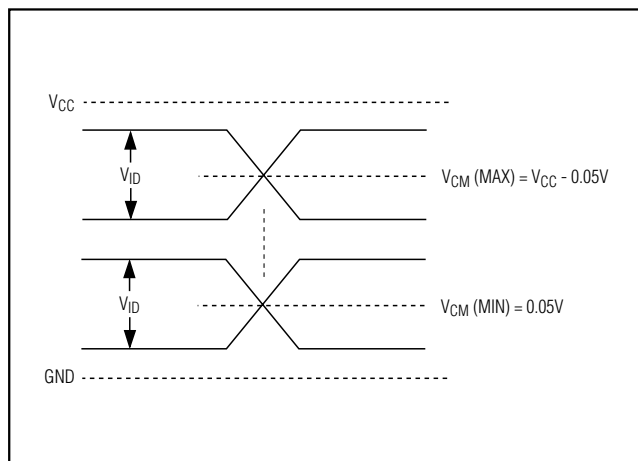 VCC
VID
VCM (MAX) = VCC - 0.05V
VID
VCM (MIN) = 0.05V
GND